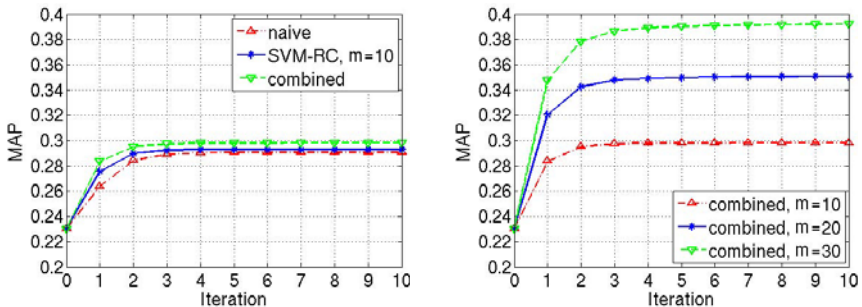 0.4
0.38
0.36
0.34
0.32
0.3
0.28
0.26
0.24
0.22
0.2
MAP
naive
SVM-RC, m=10
combined
0 1 2 3 4 5 6 7 8 9 10
Iteration
0.4
0.38
0.36
0.34
0.32
0.3
0.28
0.26
0.24
0.22
0.2
MAP
combined, m=10
combined, m=20
combined, m=30
0 1 2 3 4 5 6 7 8 9 10
Iteration